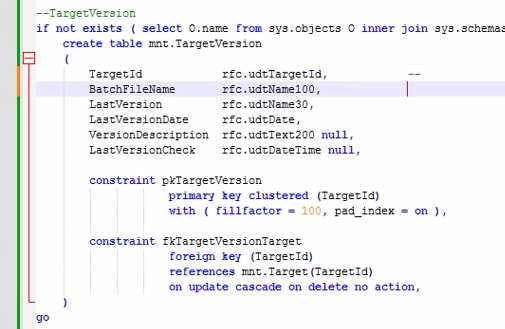 --TargetVersion
if not exists ( select O.name from sys.objects O inner join sys.schemas
create table mnt.TargetVersion
(
TargetId rfc.udtTargetId, --
BatchFileName rfc.udtName100,
LastVersion rfc.udtName30,
LastVersionDate rfc.udtDate,
VersionDescription rfc.udtText200 null,
LastVersionCheck rfc.udtDateTime null,
constraint pkTargetVersion
primary key clustered (TargetId)
with ( fillfactor = 100, pad_index = on ),
constraint fkTargetVersionTarget
foreign key (TargetId)
references mnt.Target(TargetId)
on update cascade on delete no action,
)
go